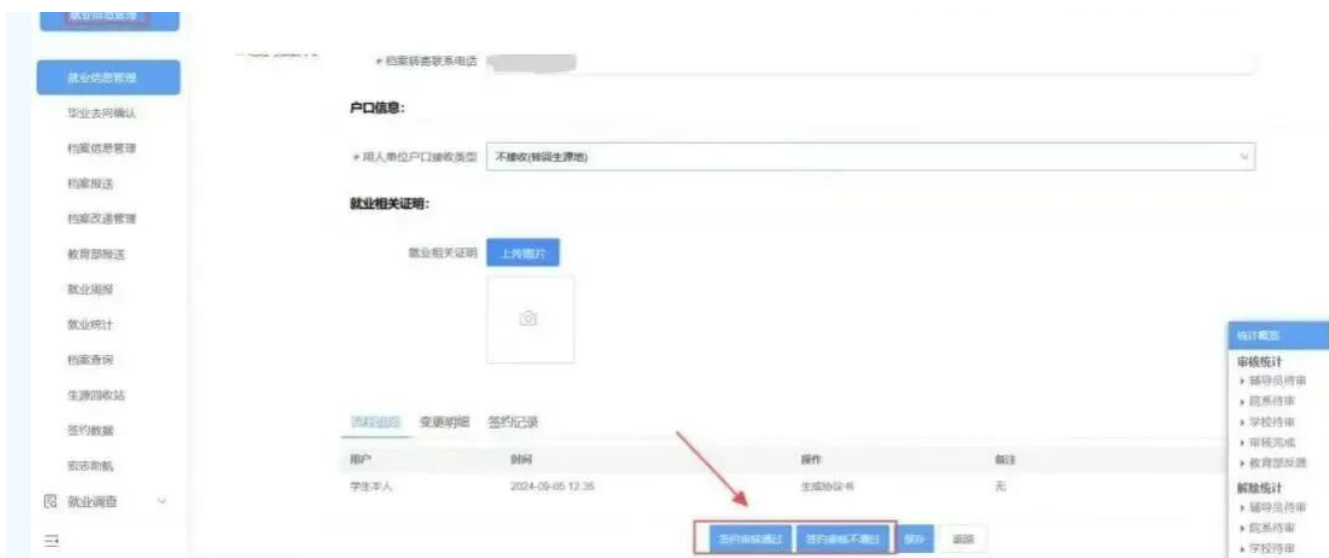 就业信息管理
就业信息管理
毕业去向确认
档案信息管理
档案报送
档案改递管理
教育部报送
就业周报
就业统计
档案查询
生源回收站
签约数据
宏志助航
就业调查
* 档案转寄联系电话
户口信息:
* 用人单位户口接收类型 不接收(转回生源地)
就业相关证明:
就业相关证明 上传图片
流程追踪 变更明细 签约记录
用户 时间 操作 备注
学生本人 2024-09-05 12:35 生成协议书 无
签约审核通过 签约审核不通过 保存 返回
统计概览
审核统计
辅导员待审
院系待审
学校待审
审核完成
教育部反馈
解除统计
辅导员待审
院系待审
学校待审